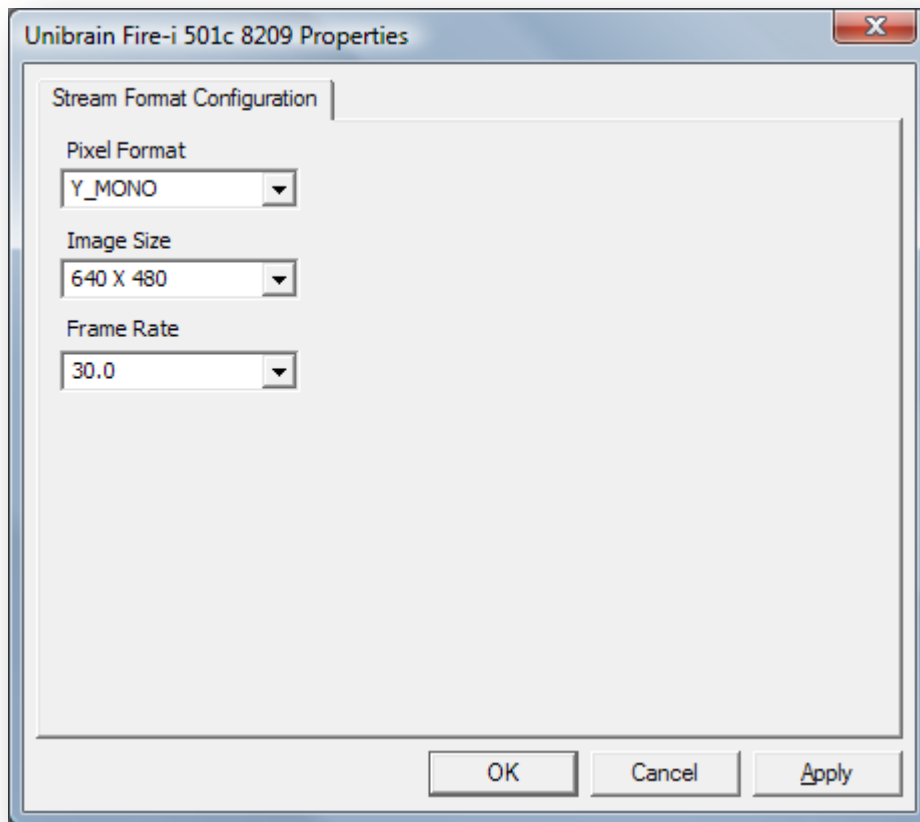 Unibrain Fire-i 501c 8209 Properties
X
Stream Format Configuration
Pixel Format
Y_MONO
Image Size
640 X 480
Frame Rate
30.0
OK
Cancel
Apply